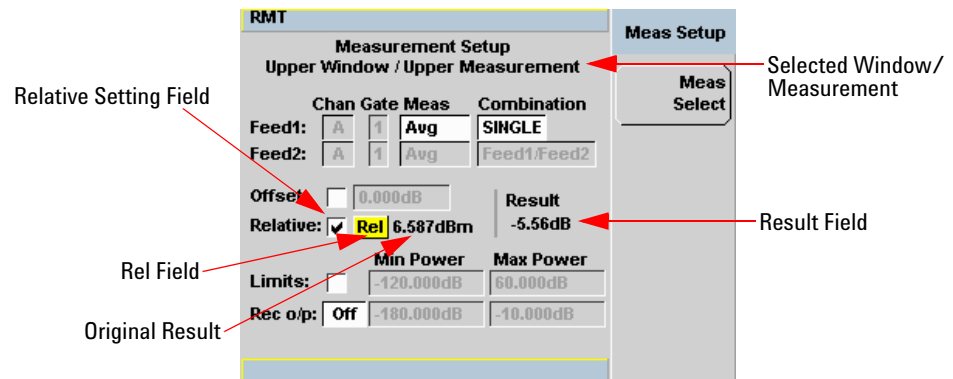 RMT
Meas Setup
Measurement Setup
Upper Window / Upper Measurement
Selected Window/
Measurement
Meas
Select
Relative Setting Field
Chan Gate Meas Combination
Feed1: A 1 Avg SINGLE
Feed2: A 1 Avg Feed1/Feed2
Offset: 0.000dB
Result
Relative: Rel 6.587dBm
-5.56dB
Result Field
Rel Field
Min Power Max Power
Limits: -120.000dB 60.000dB
Rec o/p: Off -180.000dB -10.000dB
Original Result